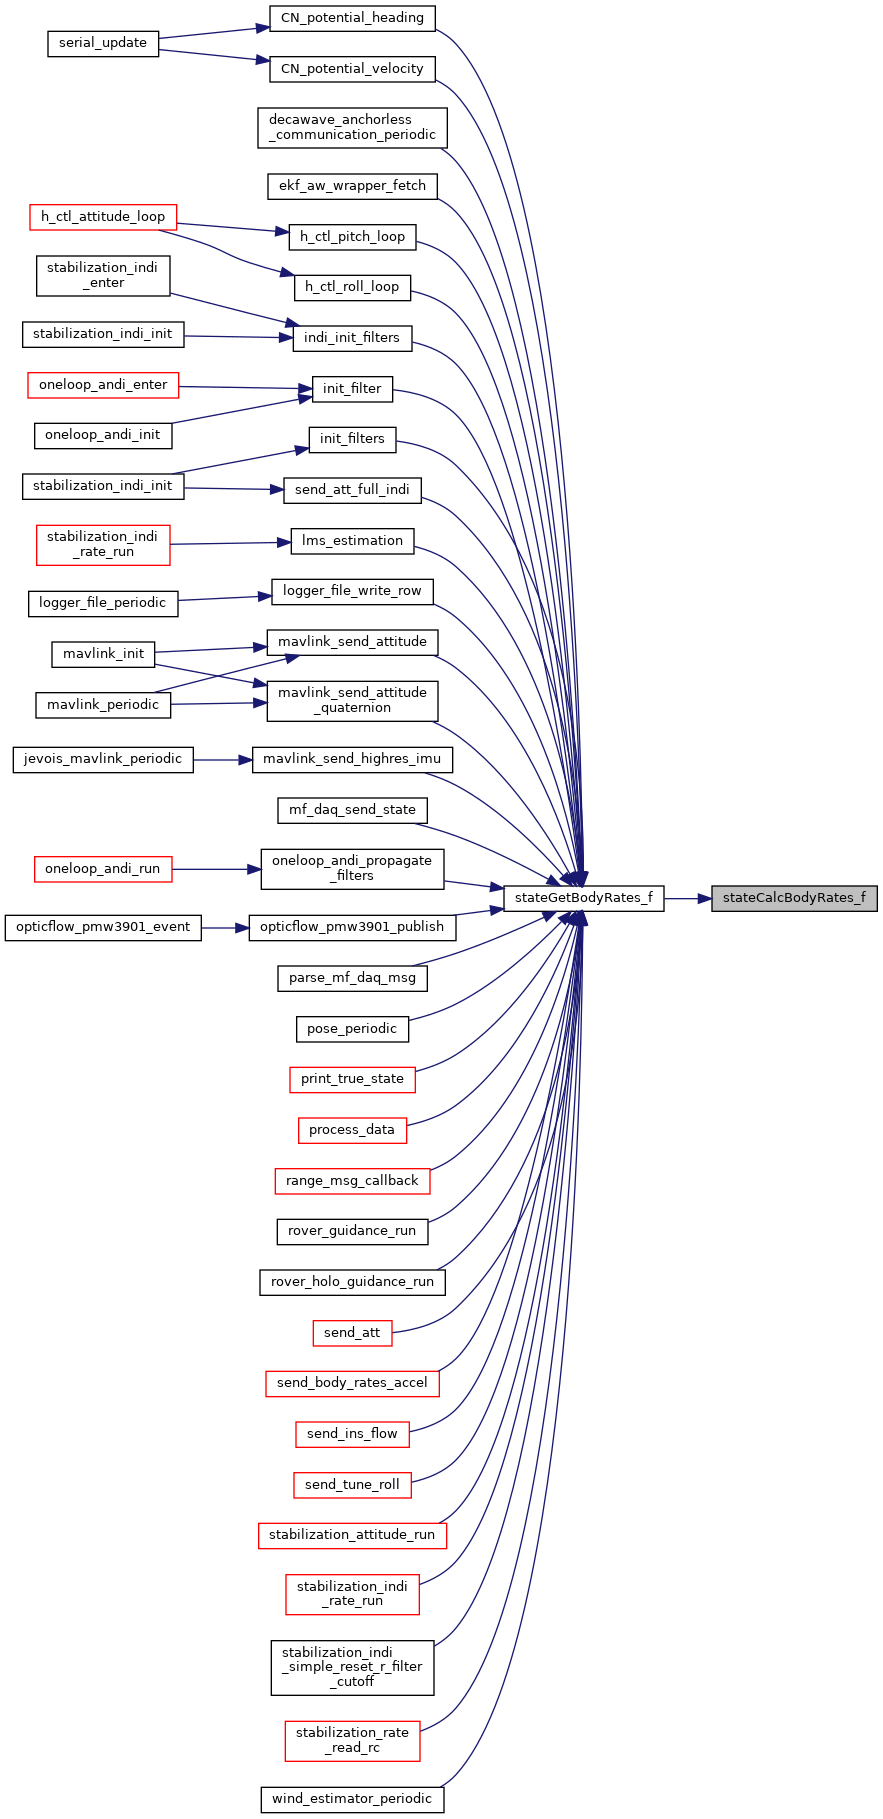 CN_potential_heading
serial_update
CN_potential_velocity
decawave_anchorless
_communication_periodic
ekf_aw_wrapper_fetch
h_ctl_attitude_loop
h_ctl_pitch_loop
stabilization_indi
_enter
h_ctl_roll_loop
stabilization_indi_init
indi_init_filters
oneloop_andi_enter
init_filter
oneloop_andi_init
init_filters
stabilization_indi_init
send_att_full_indi
stabilization_indi
_rate_run
lms_estimation
logger_file_periodic
logger_file_write_row
mavlink_init
mavlink_send_attitude
mavlink_periodic
mavlink_send_attitude
_quaternion
jevois_mavlink_periodic
mavlink_send_highres_imu
mf_daq_send_state
oneloop_andi_run
oneloop_andi_propagate
_filters
stateGetBodyRates_f
stateCalcBodyRates_f
opticflow_pmw3901_event
opticflow_pmw3901_publish
parse_mf_daq_msg
pose_periodic
print_true_state
process_data
range_msg_callback
rover_guidance_run
rover_holo_guidance_run
send_att
send_body_rates_accel
send_ins_flow
send_tune_roll
stabilization_attitude_run
stabilization_indi
_rate_run
stabilization_indi
_simple_reset_r_filter
_cutoff
stabilization_rate
_read_rc
wind_estimator_periodic